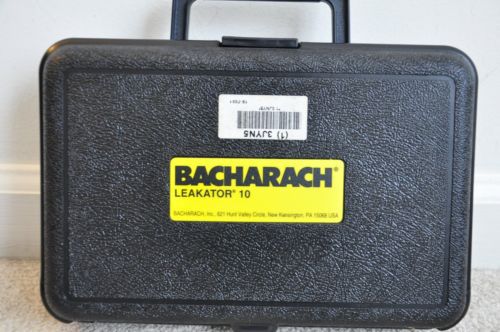 (1) 3JYN5
BACHARACH®
LEAKATOR® 10
BACHARACH, Inc., 621 Hunt Valley Circle, New Kensington, PA 15068 USA